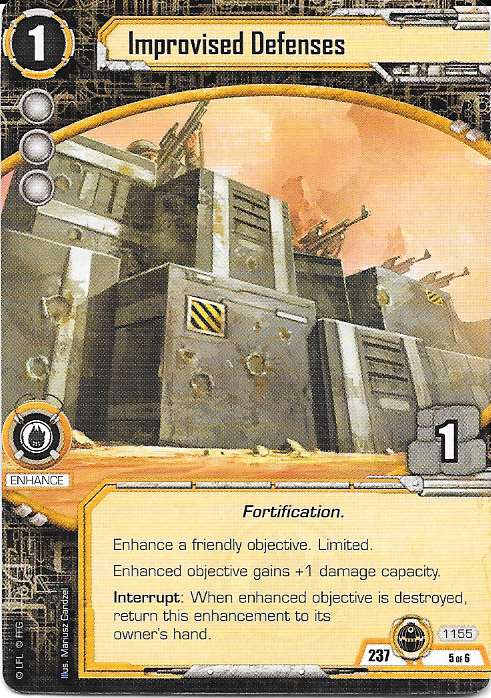 1
Improvised Defenses
ENHANCE
1
Fortification.
Enhance a friendly objective. Limited.
Enhanced objective gains +1 damage capacity.
Interrupt: When enhanced objective is destroyed,
return this enhancement to its
owner's hand.
237
1155
5 of 6
© LFL © FFG
Illus. Mariusz Gandzel